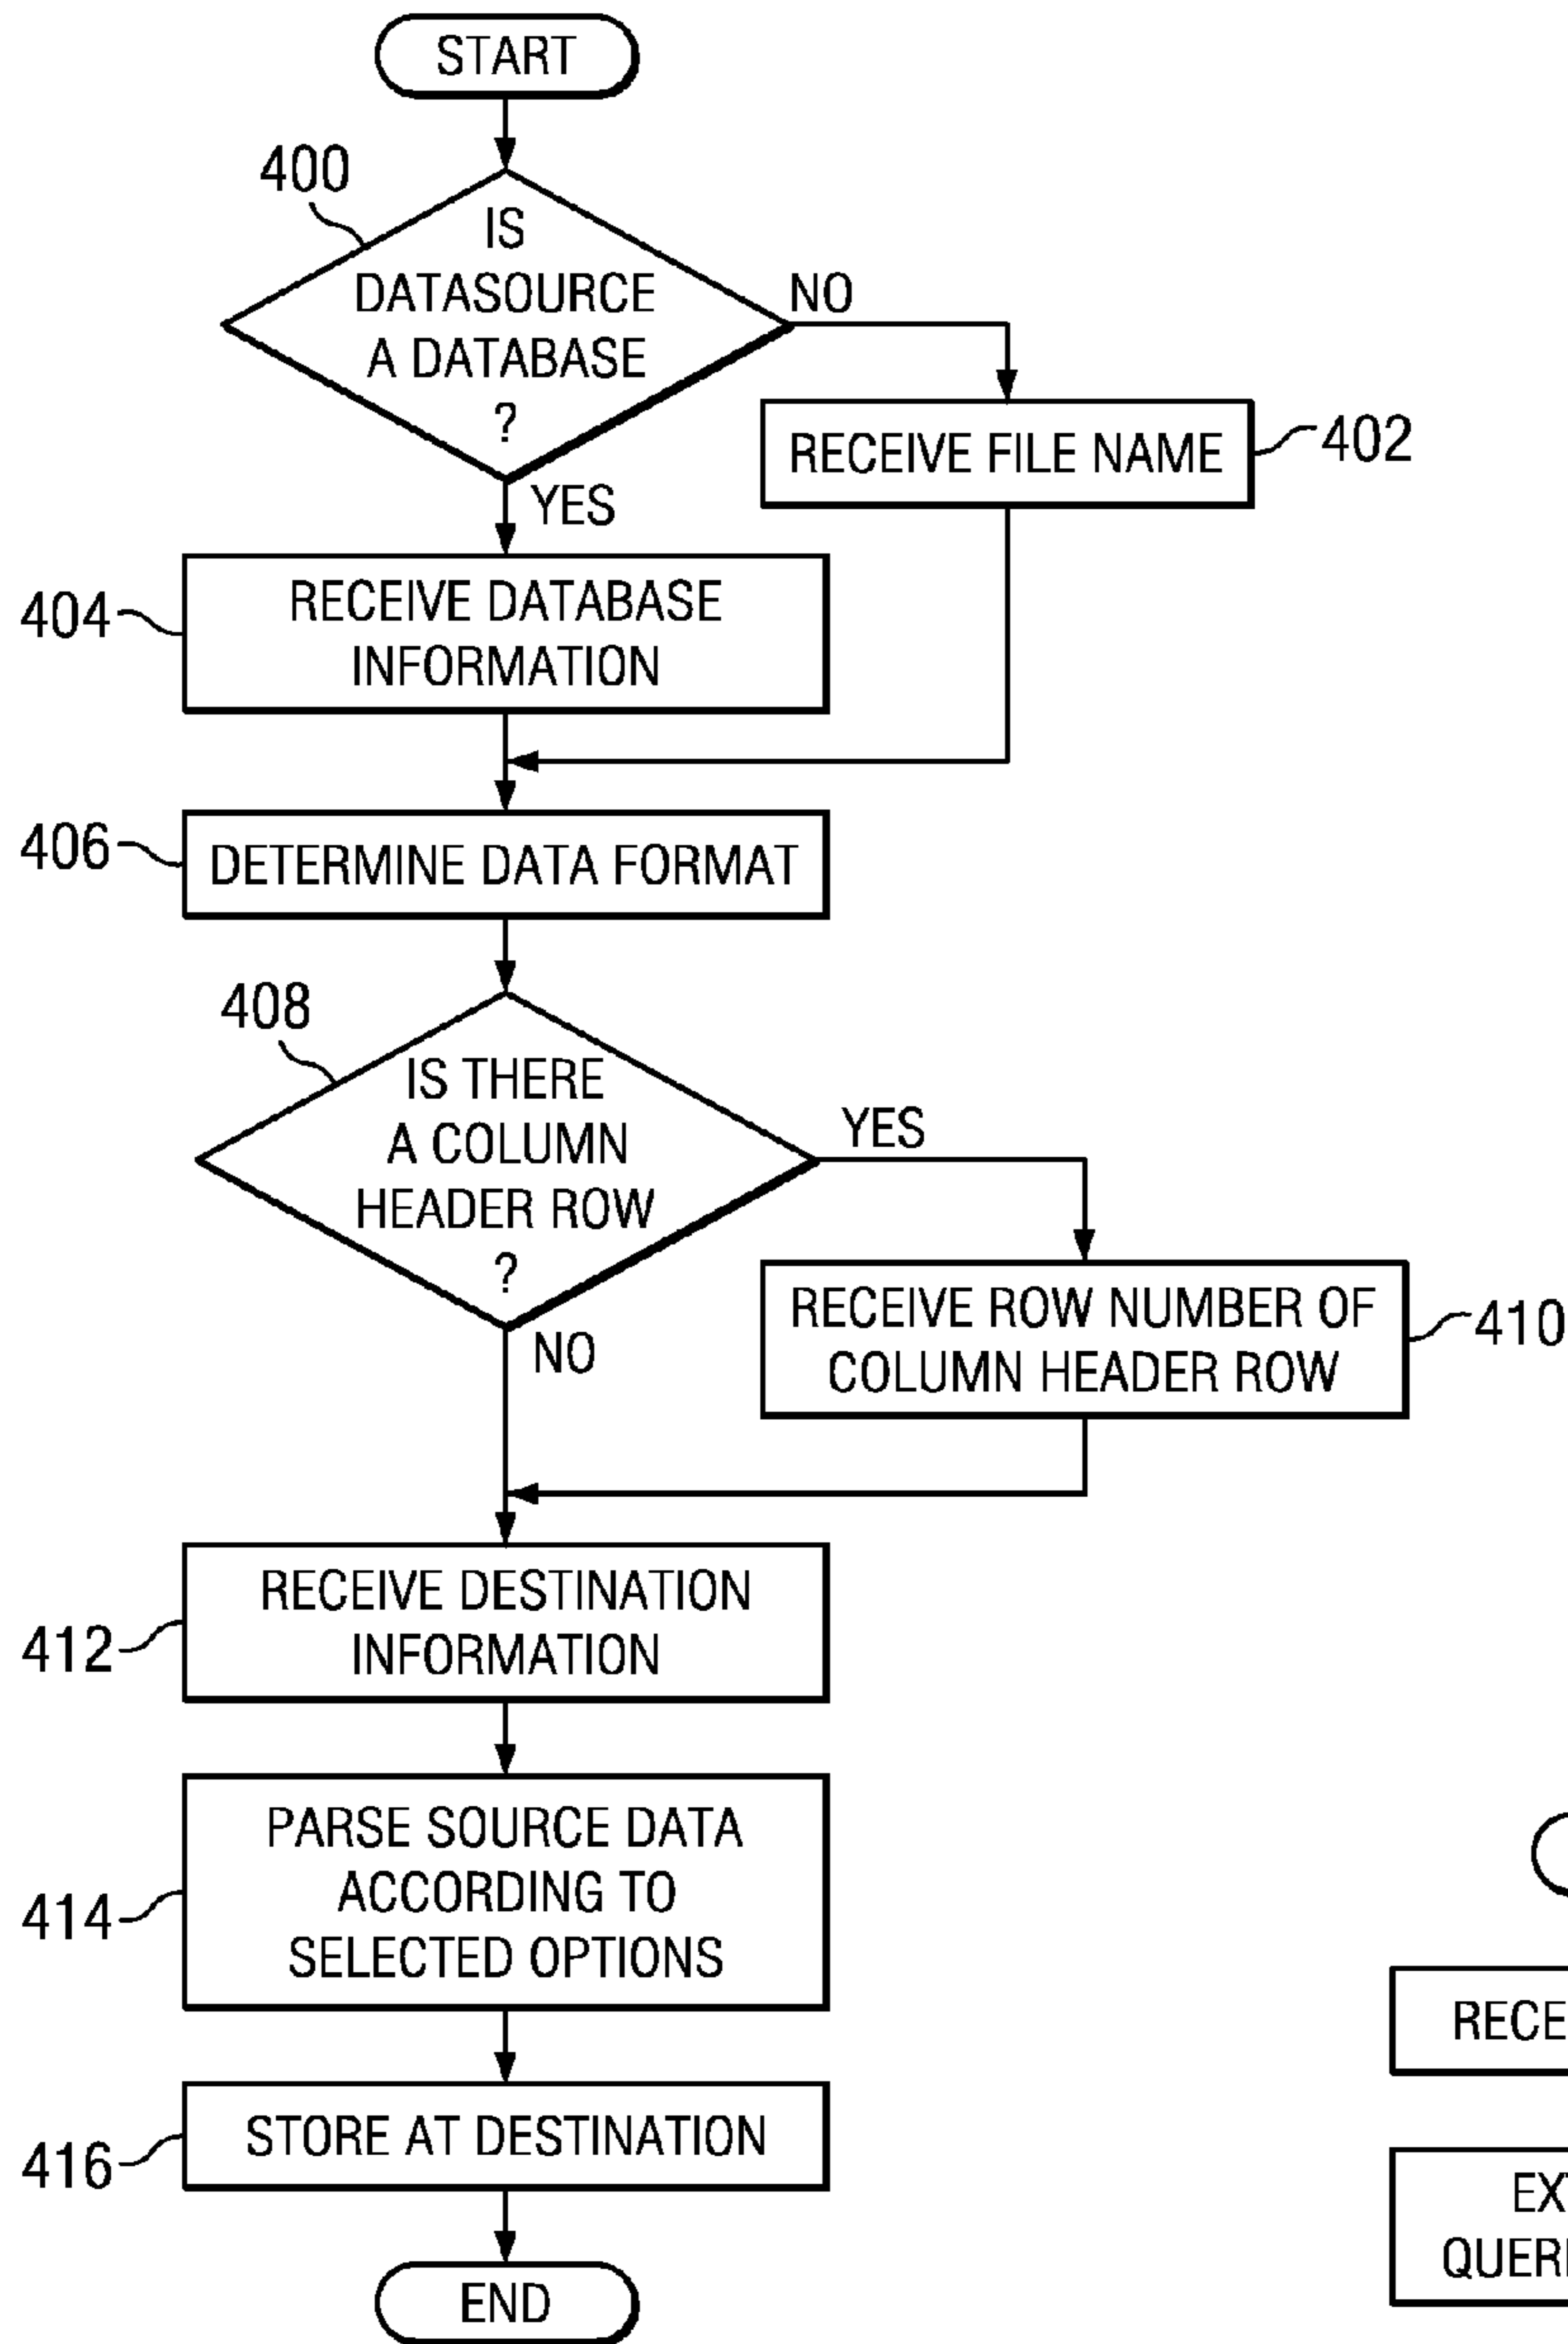 START
400
IS
DATASOURCE
A DATABASE
?
NO
YES
RECEIVE FILE NAME
402
404
RECEIVE DATABASE
INFORMATION
406
DETERMINE DATA FORMAT
408
IS THERE
A COLUMN
HEADER ROW
?
YES
NO
RECEIVE ROW NUMBER OF
COLUMN HEADER ROW
410
412
RECEIVE DESTINATION
INFORMATION
414
PARSE SOURCE DATA
ACCORDING TO
SELECTED OPTIONS
416
STORE AT DESTINATION
END